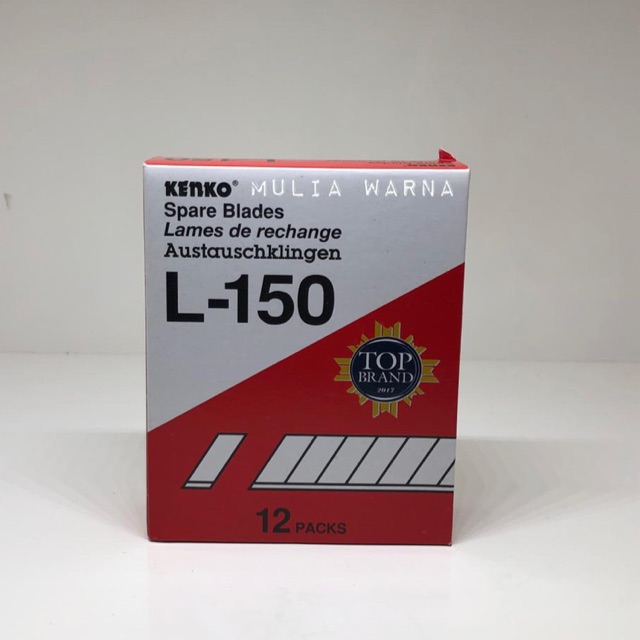 KENKO® MULIA WARNA
Spare Blades
Lames de rechange
Austauschklingen
L-150
TOP
BRAND
2017
12 PACKS